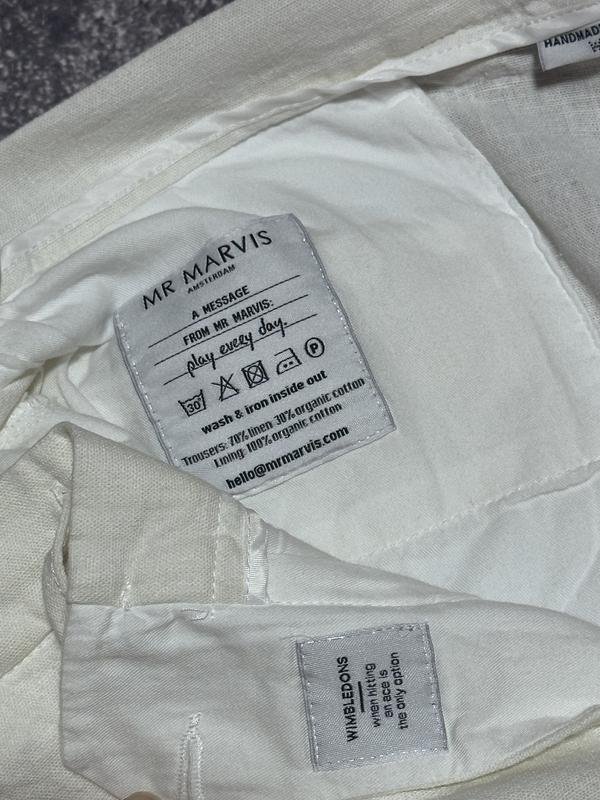 HANDMADE
MR MARVIS
AMSTERDAM
A MESSAGE
FROM MR MARVIS:
play every day.
30°
P
wash & iron inside out
Trousers: 70% linen 30% organic cotton
Lining: 100% organic cotton
hello@mrmarvis.com
WIMBLEDONS
when hitting
an ace is
the only option